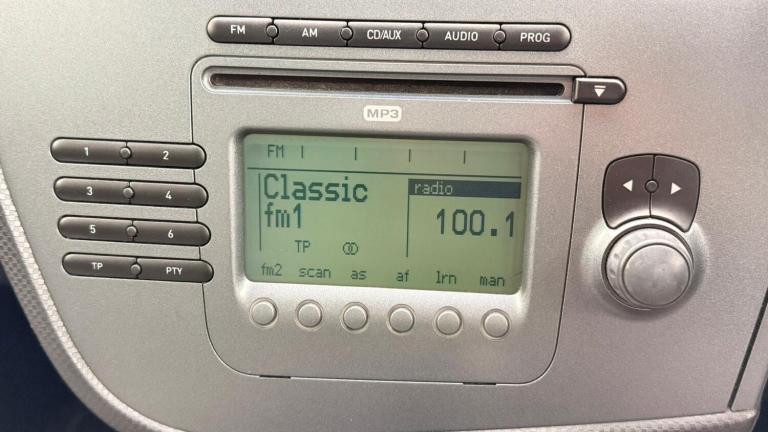 FM AM CD/AUX AUDIO PROG
MP3
1 2
3 4
5 6
TP PTY
FM
Classic radio
fm1 100.1
TP
fm2 scan as af lrn man